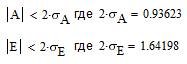 |A| < 2·σ_A где 2·σ_A = 0.93623
|E| < 2·σ_E где 2·σ_E = 1.64198